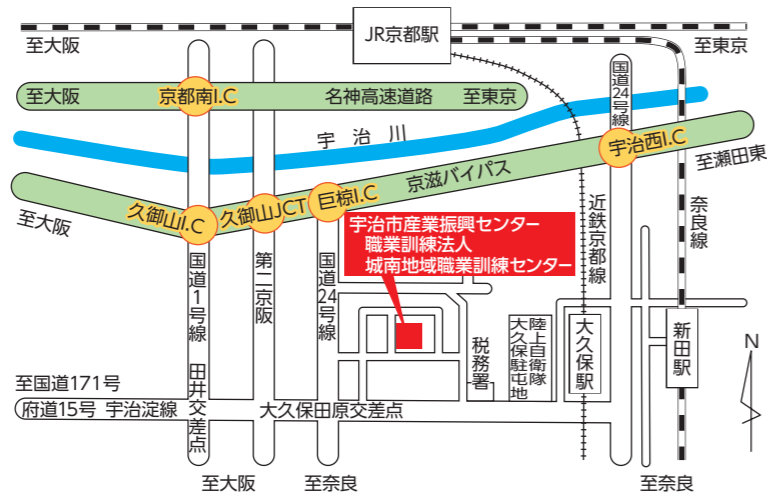 JR京都駅
至大阪
至東京
国道24号線
至大阪
京都南I.C
名神高速道路
至東京
宇治川
宇治西I.C
至瀬田東
京滋バイパス
巨椋I.C
久御山JCT
久御山I.C
至大阪
宇治市産業振興センター
職業訓練法人
城南地域職業訓練センター
近鉄京都線
奈良線
国道1号線
第二京阪
国道24号線
税務署
陸上自衛隊
大久保駐屯地
大久保駅
新田駅
N
至国道171号
府道15号 宇治淀線
田井交差点
大久保田原交差点
至大阪
至奈良
至奈良